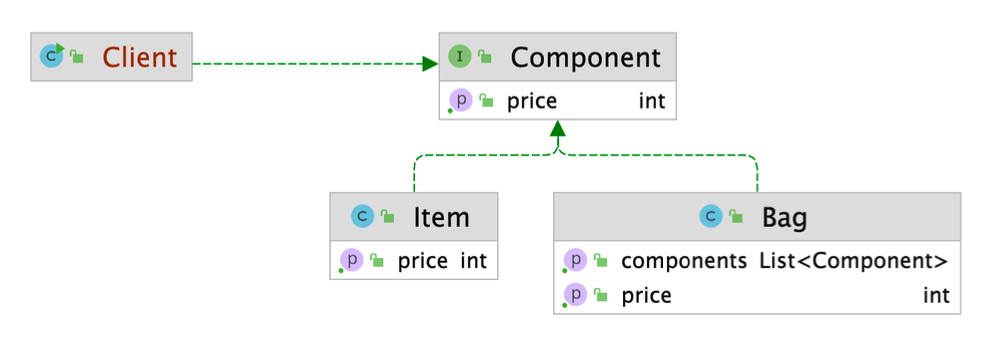 C Client
I Component
p price int
C Item
p price int
C Bag
p components List<Component>
p price int